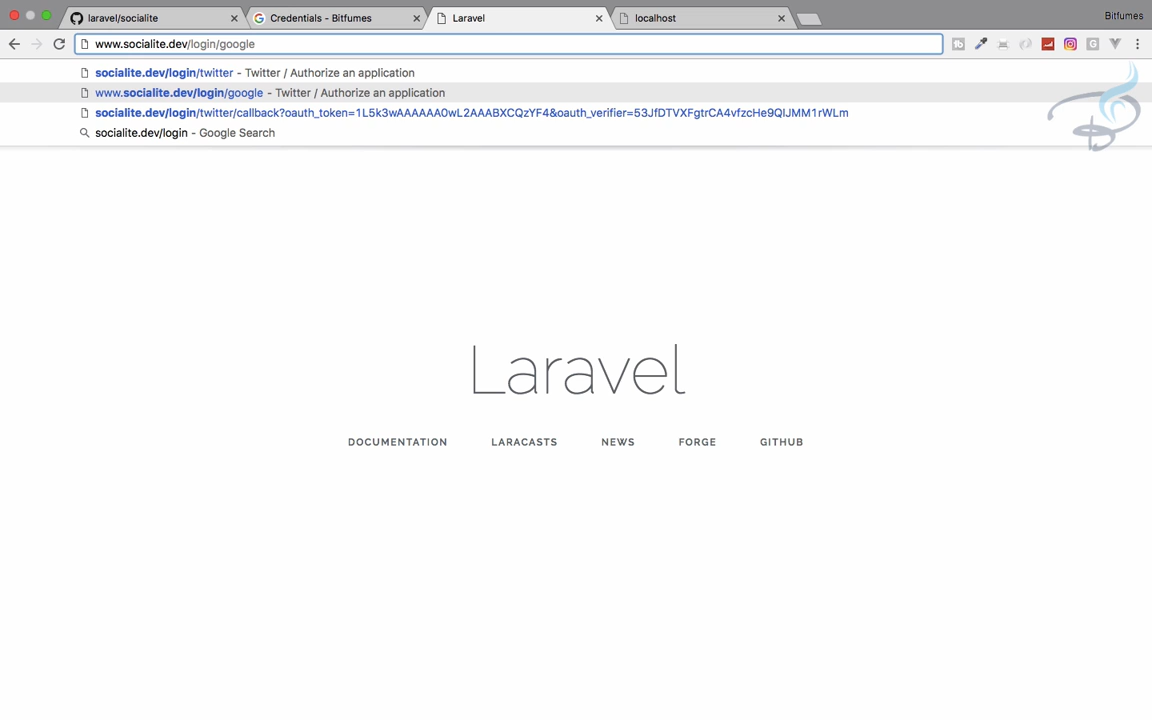 laravel/socialite
Credentials - Bitfumes
Laravel
localhost
Bitfumes
www.socialite.dev/login/google
socialite.dev/login/twitter - Twitter / Authorize an application
www.socialite.dev/login/google - Twitter / Authorize an application
socialite.dev/login/twitter/callback?oauth_token=1L5k3wAAAAAA0wL2AAABXCQzYF4&oauth_verifier=53JfDTVXFgtrCA4vfzcHe9QIJMM1rWLm
socialite.dev/login - Google Search
Laravel
DOCUMENTATION
LARACASTS
NEWS
FORGE
GITHUB